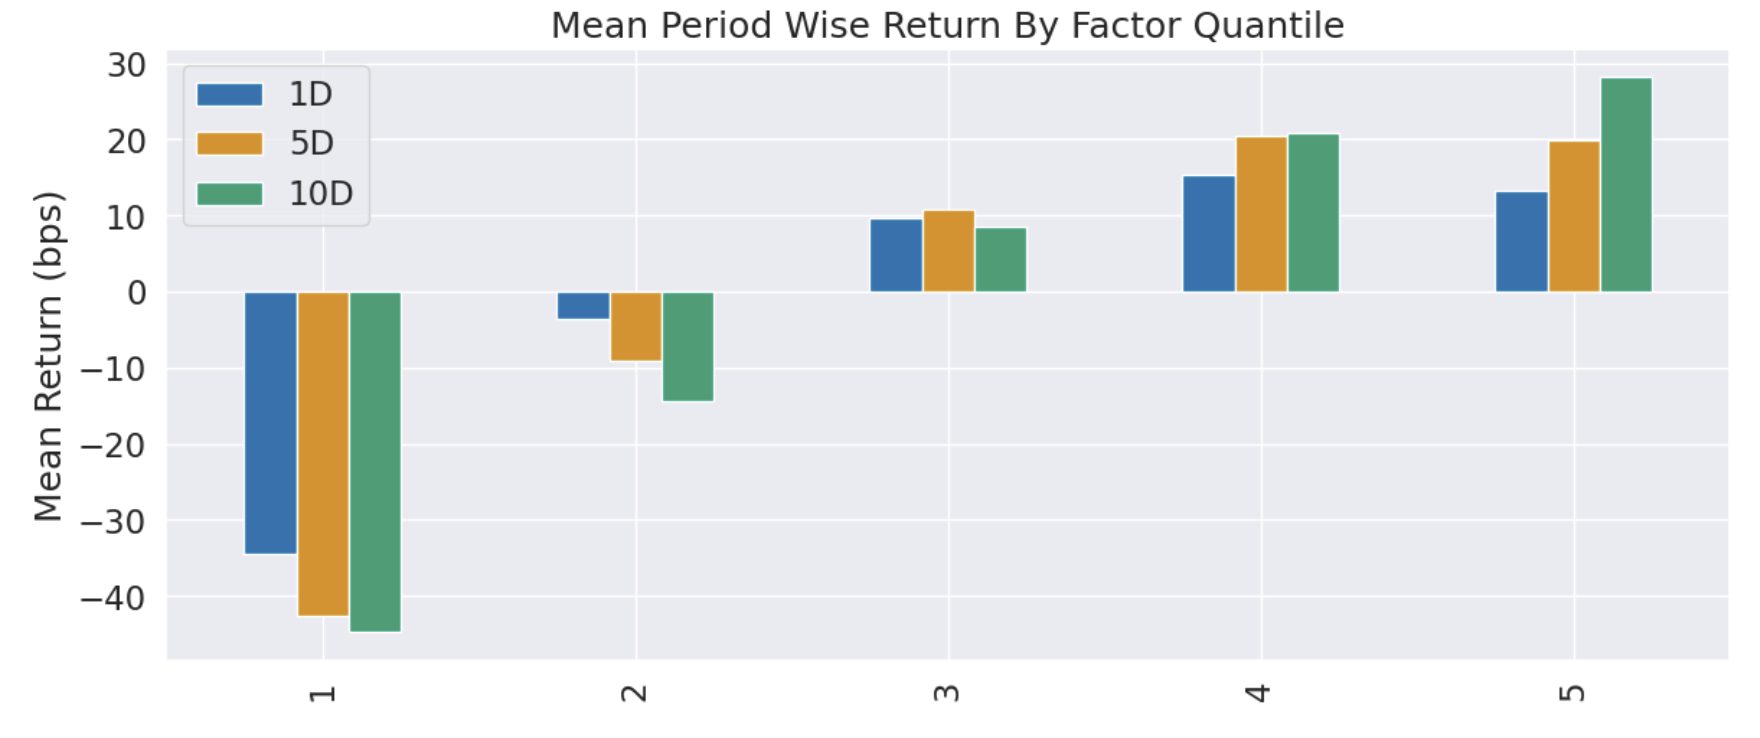 Mean Period Wise Return By Factor Quantile
Mean Return (bps)
30
20
10
0
−10
−20
−30
−40
1D
5D
10D
1
2
3
4
5